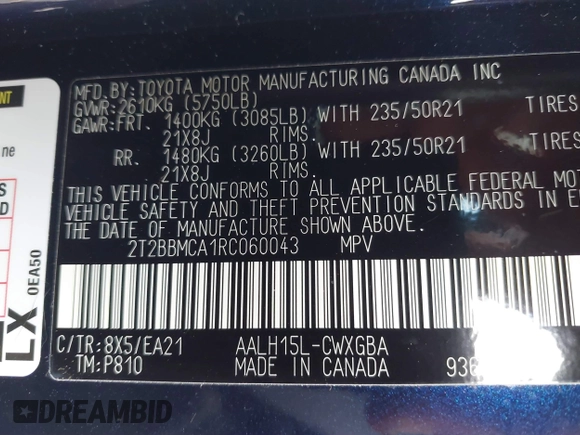 MFD. BY: TOYOTA MOTOR MANUFACTURING CANADA INC
GVWR: 2610KG (5750LB)
GAWR: FRT. 1400KG (3085LB) WITH 235/50R21 TIRES
21X8J RIMS.
RR. 1480KG (3260LB) WITH 235/50R21 TIRES
21X8J RIMS.
THIS VEHICLE CONFORMS TO ALL APPLICABLE FEDERAL
VEHICLE SAFETY AND THEFT PREVENTION STANDARDS IN
THE DATE OF MANUFACTURE SHOWN ABOVE.
2T2BBMCA1RC060043 MPV
C/TR: 8X5/EA21 AALH15L-CWXGBA
TM: P810 MADE IN CANADA 936
LX 0EA50
DREAMBID